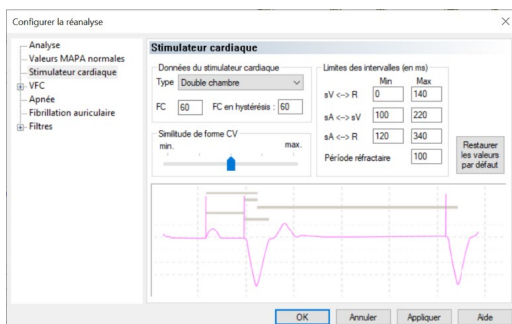 Configurer la réanalyse
Analyse
Valeurs MAPA normales
Stimulateur cardiaque
VFC
Apnée
Fibrillation auriculaire
Filtres
Stimulateur cardiaque
Données du stimulateur cardiaque
Type Double chambre
FC 60 FC en hystérésis : 60
Similitude de forme CV
min. max.
Limites des intervalles (en ms)
Min Max
sV <--> R 0 140
sA <--> sV 100 220
sA <--> R 120 340
Période réfractaire 100
Restaurer
les valeurs
par défaut
OK Annuler Appliquer Aide